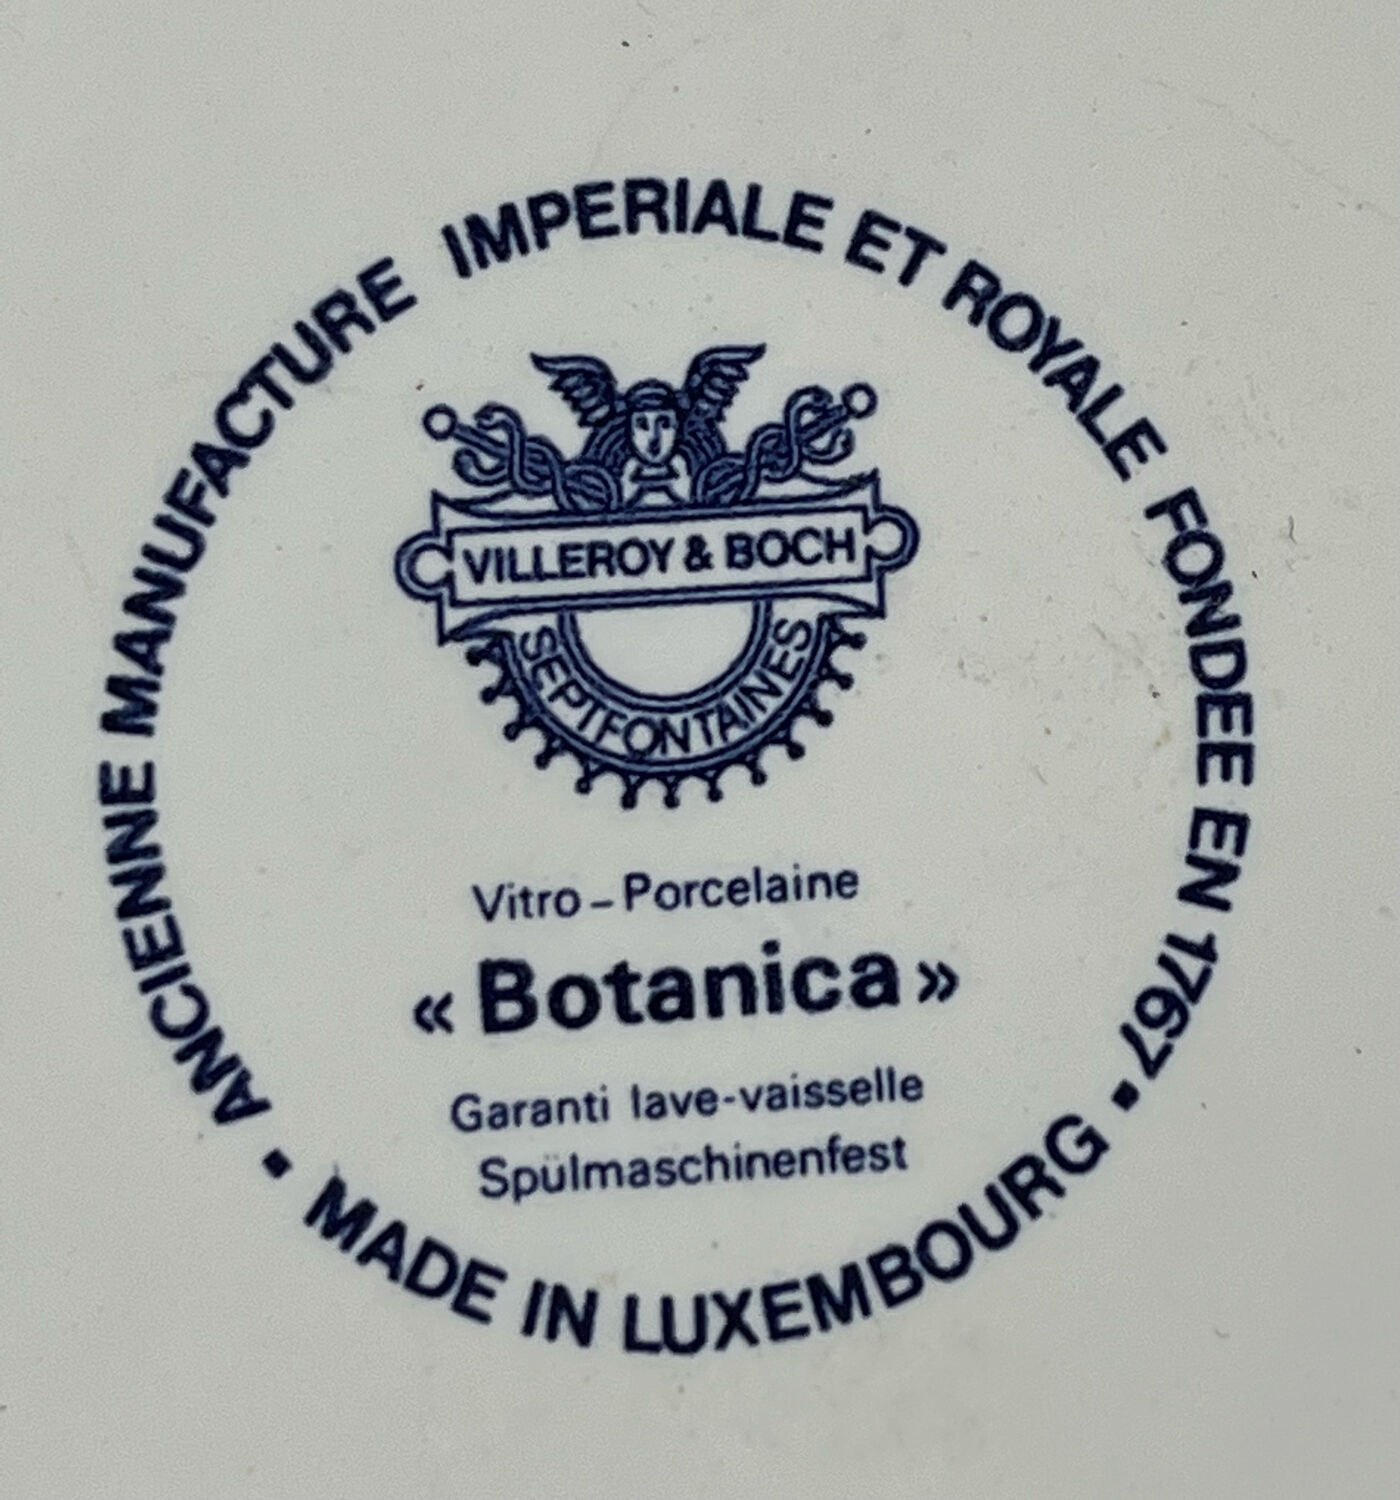 ANCIENNE MANUFACTURE IMPERIALE ET ROYALE FONDEE EN 1767 •
VILLEROY & BOCH
SEPTFONTAINES
Vitro – Porcelaine
« Botanica »
Garanti lave-vaisselle
Spülmaschinenfest
• MADE IN LUXEMBOURG